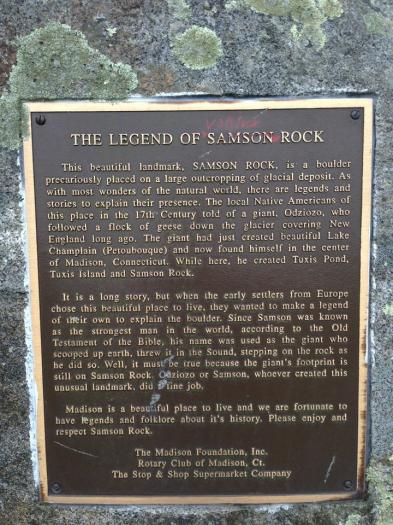 THE LEGEND OF SAMSON ROCK
This beautiful landmark, SAMSON ROCK, is a boulder
precariously placed on a large outcropping of glacial deposit. As
with most wonders of the natural world, there are legends and
stories to explain their presence. The local Native Americans of
this place in the 17th Century told of a giant, Odziozo, who
followed a flock of geese down the glacier covering New
England long ago. The giant had just created beautiful Lake
Champlain (Petoubouque) and now found himself in the center
of Madison, Connecticut. While here, he created Tuxis Pond,
Tuxis Island and Samson Rock.
It is a long story, but when the early settlers from Europe
chose this beautiful place to live, they wanted to make a legend
of their own to explain the boulder. Since Samson was known
as the strongest man in the world, according to the Old
Testament of the Bible, his name was used as the giant who
scooped up earth, threw it in the Sound, stepping on the rock as
he did so. Well, it must be true because the giant's footprint is
still on Samson Rock. Odziozo or Samson, whoever created this
unusual landmark, did a fine job.
Madison is a beautiful place to live and we are fortunate to
have legends and folklore about it's history. Please enjoy and
respect Samson Rock.
The Madison Foundation, Inc.
Rotary Club of Madison, Ct.
The Stop & Shop Supermarket Company